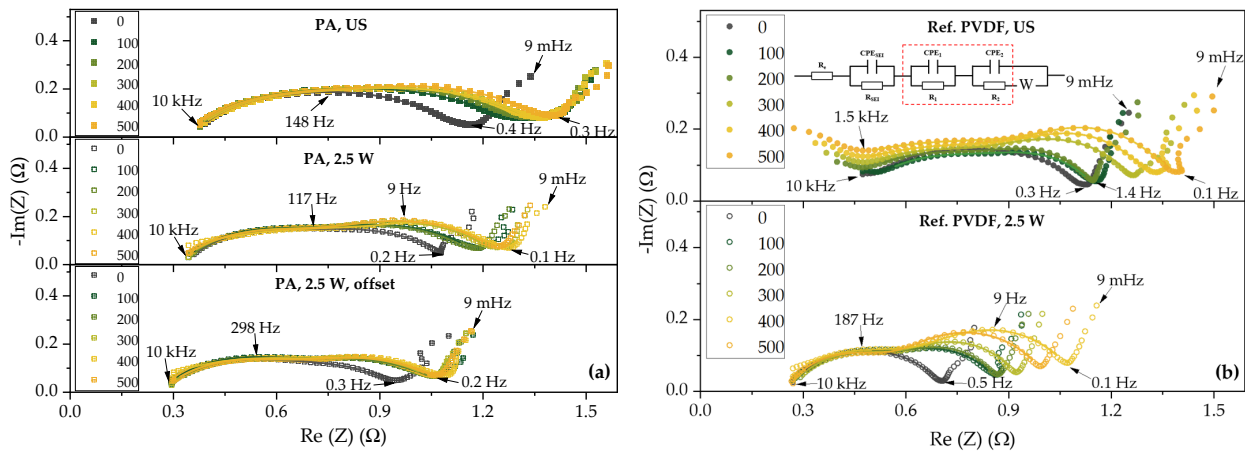 PA, US
0
100
200
300
400
500
0.4
0.2
0.0
10 kHz
148 Hz
9 mHz
0.4 Hz
0.3 Hz
PA, 2.5 W
0
100
200
300
400
500
0.4
0.2
0.0
10 kHz
117 Hz
9 Hz
9 mHz
0.2 Hz
0.1 Hz
PA, 2.5 W, offset
0
100
200
300
400
500
0.4
0.2
0.0
10 kHz
298 Hz
9 mHz
0.3 Hz
0.2 Hz
(a)
0.0 0.3 0.6 0.9 1.2 1.5
Re (Z) (Ω)
-Im(Z) (Ω)
Ref. PVDF, US
0
100
200
300
400
500
0.4
0.2
0.0
CPE_SEI CPE_1 CPE_2
R_s
W
R_SEI R_1 R_2
9 mHz
9 mHz
1.5 kHz
10 kHz
0.3 Hz
1.4 Hz
0.1 Hz
Ref. PVDF, 2.5 W
0
100
200
300
400
500
0.4
0.2
0.0
9 Hz
9 mHz
187 Hz
10 kHz
0.5 Hz
0.1 Hz
(b)
0.0 0.3 0.6 0.9 1.2 1.5
Re (Z) (Ω)
-Im(Z) (Ω)